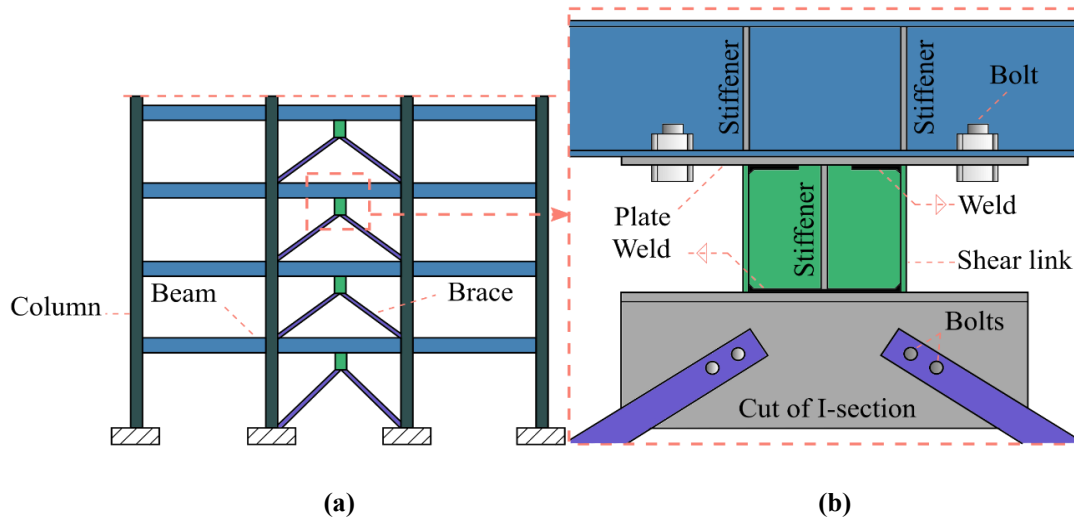 Column
Beam
Brace
(a)
Stiffener
Stiffener
Bolt
Plate
Weld
Stiffener
Weld
Shear link
Bolts
Cut of I-section
(b)